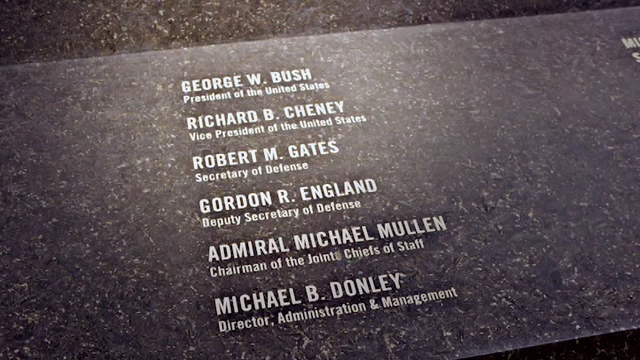 GEORGE W. BUSH
President of the United States
RICHARD B. CHENEY
Vice President of the United States
ROBERT M. GATES
Secretary of Defense
GORDON R. ENGLAND
Deputy Secretary of Defense
ADMIRAL MICHAEL MULLEN
Chairman of the Joint Chiefs of Staff
MICHAEL B. DONLEY
Director, Administration & Management